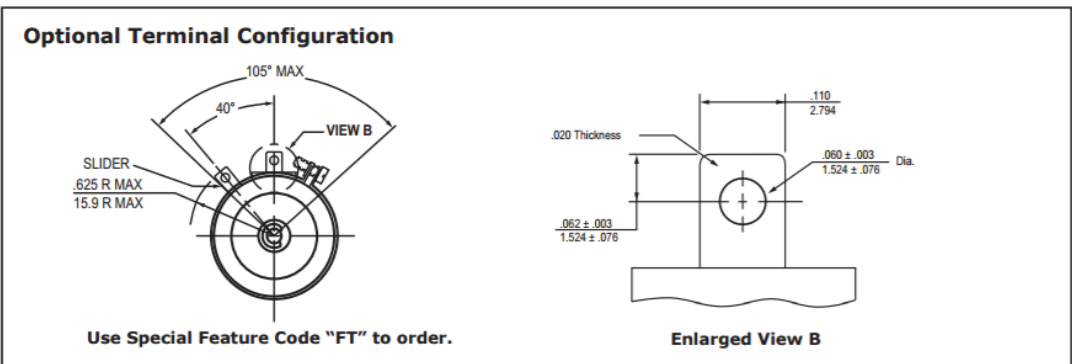 Optional Terminal Configuration
105° MAX
40°
VIEW B
SLIDER
.625 R MAX
15.9 R MAX
Use Special Feature Code “FT” to order.
.110
2.794
.020 Thickness
.060 ± .003
1.524 ± .076
Dia.
.062 ± .003
1.524 ± .076
Enlarged View B